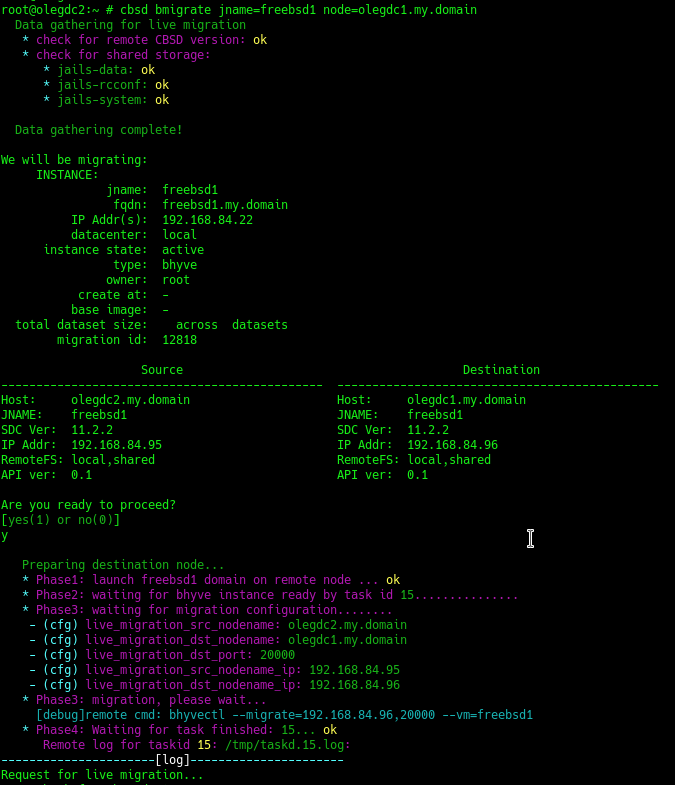 root@olegdc2:~ # cbsd bmigrate jname=freebsd1 node=olegdc1.my.domain
Data gathering for live migration
* check for remote CBSD version: ok
* check for shared storage:
* jails-data: ok
* jails-rcconf: ok
* jails-system: ok
Data gathering complete!
We will be migrating:
INSTANCE:
jname: freebsd1
fqdn: freebsd1.my.domain
IP Addr(s): 192.168.84.22
datacenter: local
instance state: active
type: bhyve
owner: root
create at: -
base image: -
total dataset size: across datasets
migration id: 12818
Source Destination
---------------------------------------------- ----------------------------------------------
Host: olegdc2.my.domain Host: olegdc1.my.domain
JNAME: freebsd1 JNAME: freebsd1
SDC Ver: 11.2.2 SDC Ver: 11.2.2
IP Addr: 192.168.84.95 IP Addr: 192.168.84.96
RemoteFS: local,shared RemoteFS: local,shared
API ver: 0.1 API ver: 0.1
Are you ready to proceed?
[yes(1) or no(0)]
y
Preparing destination node...
* Phase1: launch freebsd1 domain on remote node ... ok
* Phase2: waiting for bhyve instance ready by task id 15...............
* Phase3: waiting for migration configuration........
- (cfg) live_migration_src_nodename: olegdc2.my.domain
- (cfg) live_migration_dst_nodename: olegdc1.my.domain
- (cfg) live_migration_dst_port: 20000
- (cfg) live_migration_src_nodename_ip: 192.168.84.95
- (cfg) live_migration_dst_nodename_ip: 192.168.84.96
* Phase3: migration, please wait...
[debug]remote cmd: bhyvectl --migrate=192.168.84.96,20000 --vm=freebsd1
* Phase4: Waiting for task finished: 15... ok
Remote log for taskid 15: /tmp/taskd.15.log:
----------------------[log]----------------------
Request for live migration...